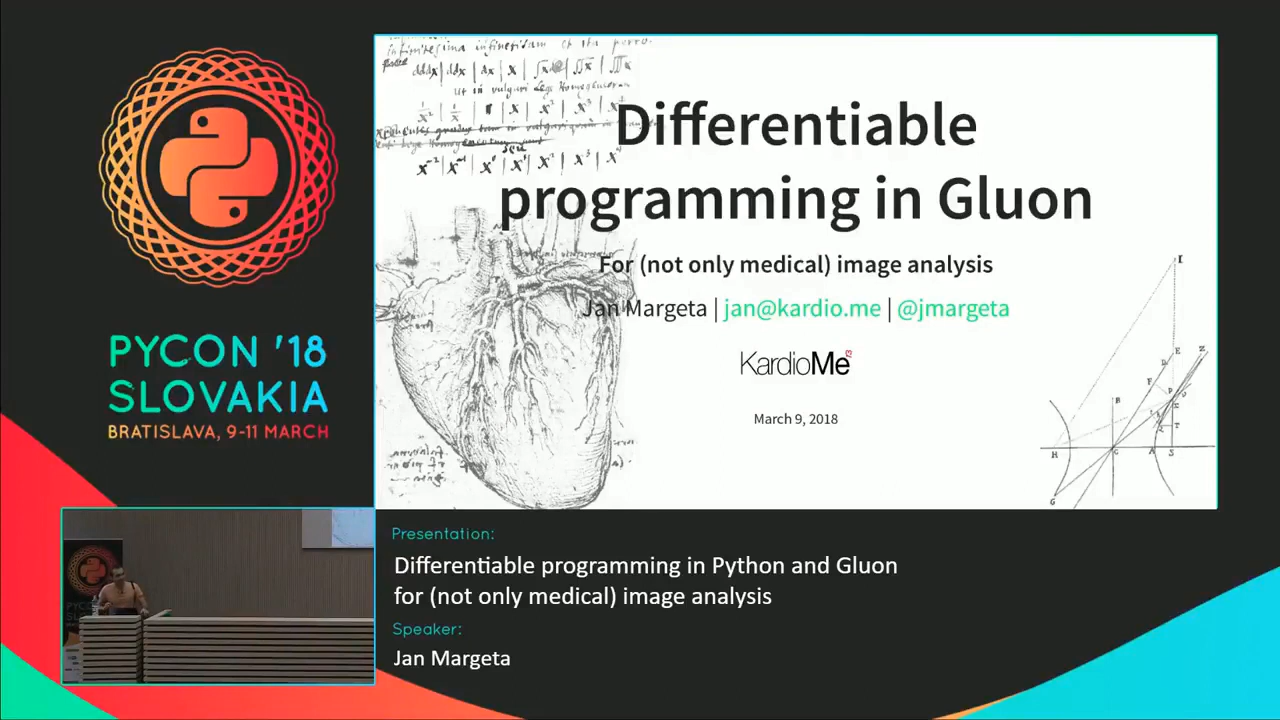 PYCON '18
SLOVAKIA
BRATISLAVA, 9-11 MARCH
Differentiable
programming in Gluon
For (not only medical) image analysis
Jan Margeta | jan@kardio.me | @jmargeta
KardioMe
March 9, 2018
Presentation:
Differentiable programming in Python and Gluon
for (not only medical) image analysis
Speaker:
Jan Margeta